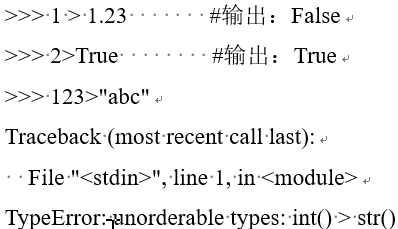 >>> 1 > 1.23 #输出：False
>>> 2>True #输出：True
>>> 123>"abc"
Traceback (most recent call last):
File "<stdin>", line 1, in <module>
TypeError: unorderable types: int() > str()